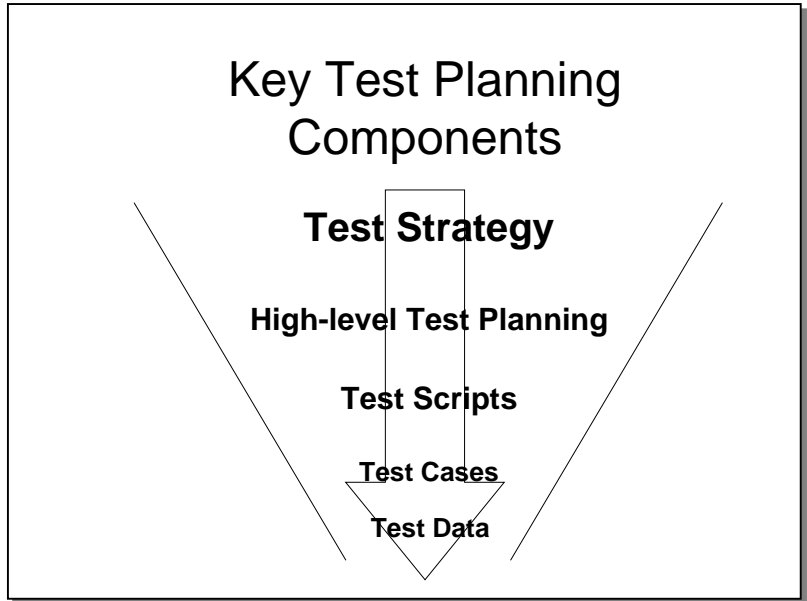 Key Test Planning
Components
Test Strategy
High-level Test Planning
Test Scripts
Test Cases
Test Data